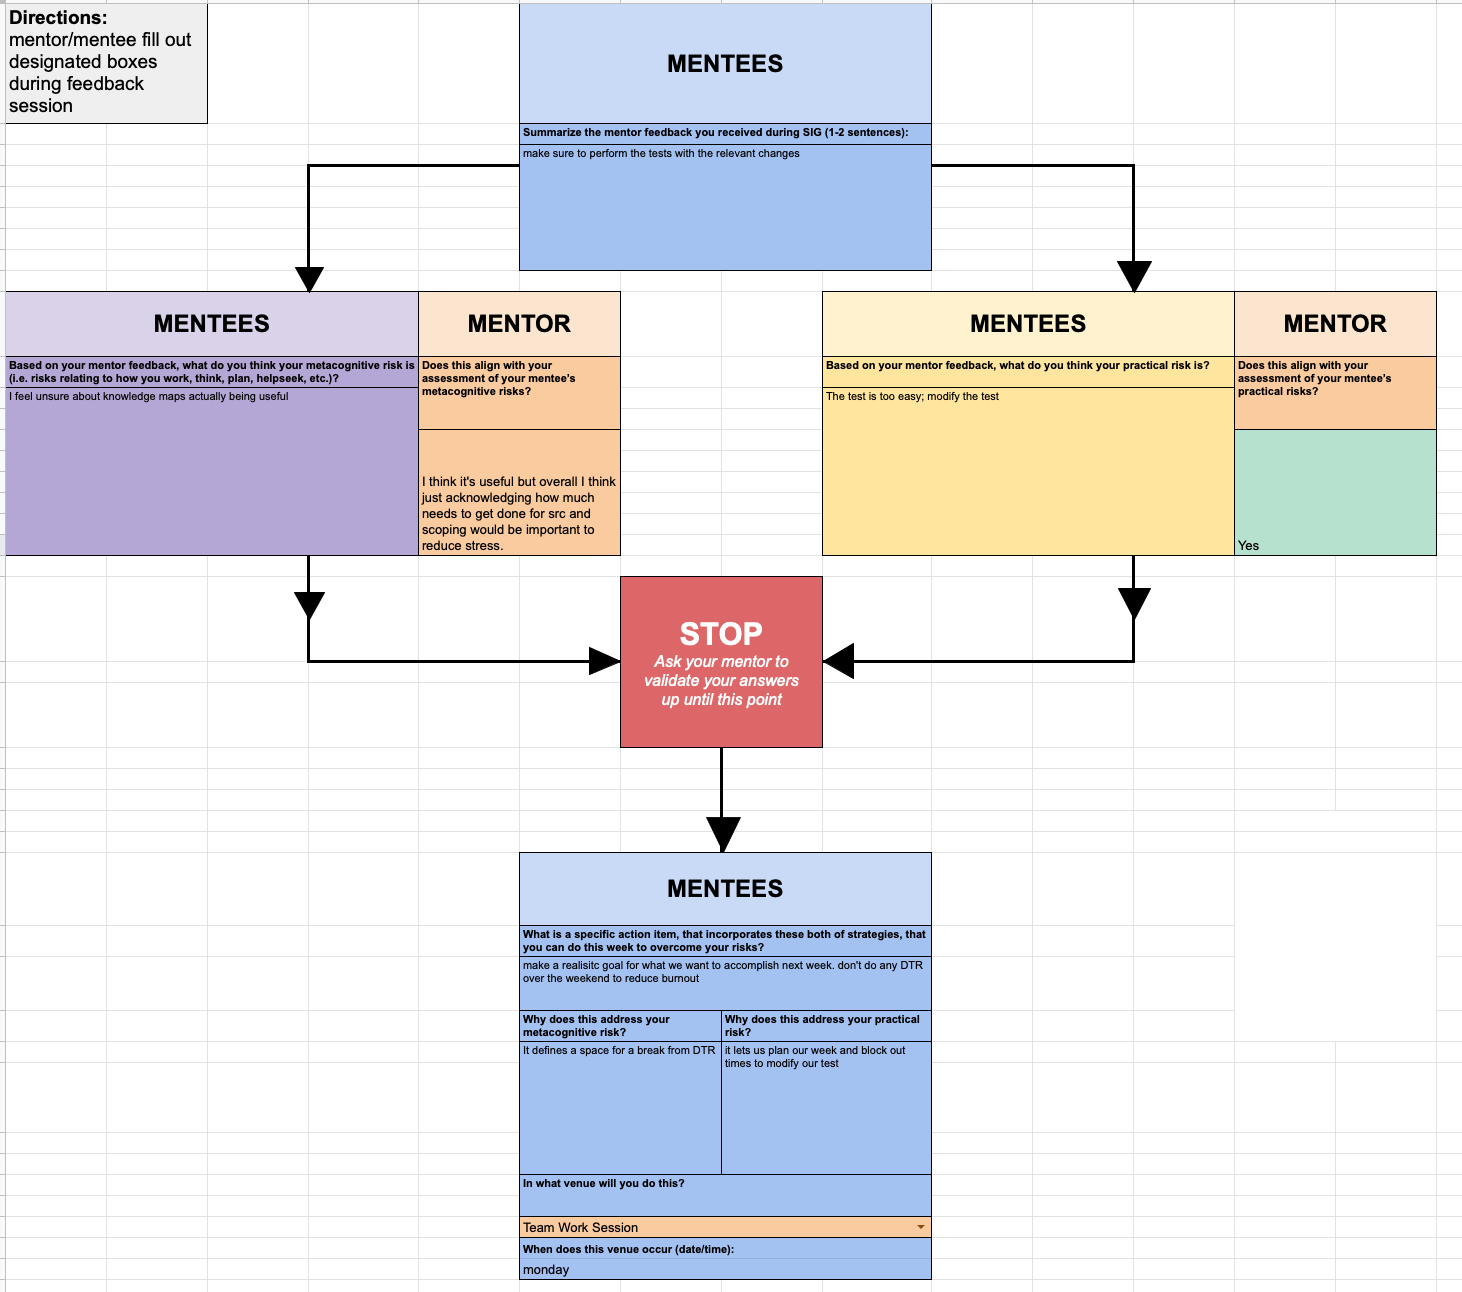 Directions:
mentor/mentee fill out
designated boxes
during feedback
session
MENTEES
Summarize the mentor feedback you received during SIG (1-2 sentences):
make sure to perform the tests with the relevant changes
MENTEES
Based on your mentor feedback, what do you think your metacognitive risk is
(i.e. risks relating to how you work, think, plan, helpseek, etc.)?
I feel unsure about knowledge maps actually being useful
MENTOR
Does this align with your
assessment of your mentee's
metacognitive risks?
I think it's useful but overall I think
just acknowledging how much
needs to get done for src and
scoping would be important to
reduce stress.
MENTEES
Based on your mentor feedback, what do you think your practical risk is?
The test is too easy; modify the test
MENTOR
Does this align with your
assessment of your mentee's
practical risks?
Yes
STOP
Ask your mentor to
validate your answers
up until this point
MENTEES
What is a specific action item, that incorporates these both of strategies, that
you can do this week to overcome your risks?
make a realisitc goal for what we want to accomplish next week. don't do any DTR
over the weekend to reduce burnout
Why does this address your
metacognitive risk?
It defines a space for a break from DTR
Why does this address your practical
risk?
it lets us plan our week and block out
times to modify our test
In what venue will you do this?
Team Work Session
When does this venue occur (date/time):
monday